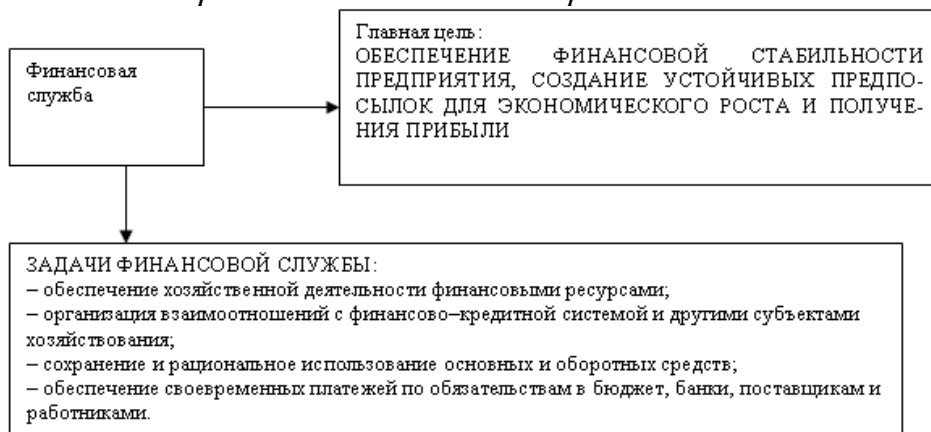 Финансовая
служба
Главная цель:
ОБЕСПЕЧЕНИЕ ФИНАНСОВОЙ СТАБИЛЬНОСТИ
ПРЕДПРИЯТИЯ, СОЗДАНИЕ УСТОЙЧИВЫХ ПРЕДПО-
СЫЛОК ДЛЯ ЭКОНОМИЧЕСКОГО РОСТА И ПОЛУЧЕ-
НИЯ ПРИБЫЛИ
ЗАДАЧИ ФИНАНСОВОЙ СЛУЖБЫ:
– обеспечение хозяйственной деятельности финансовыми ресурсами;
– организация взаимоотношений с финансово–кредитной системой и другими субъектами
хозяйствования;
– сохранение и рациональное использование основных и оборотных средств;
– обеспечение своевременных платежей по обязательствам в бюджет, банки, поставщикам и
работниками.